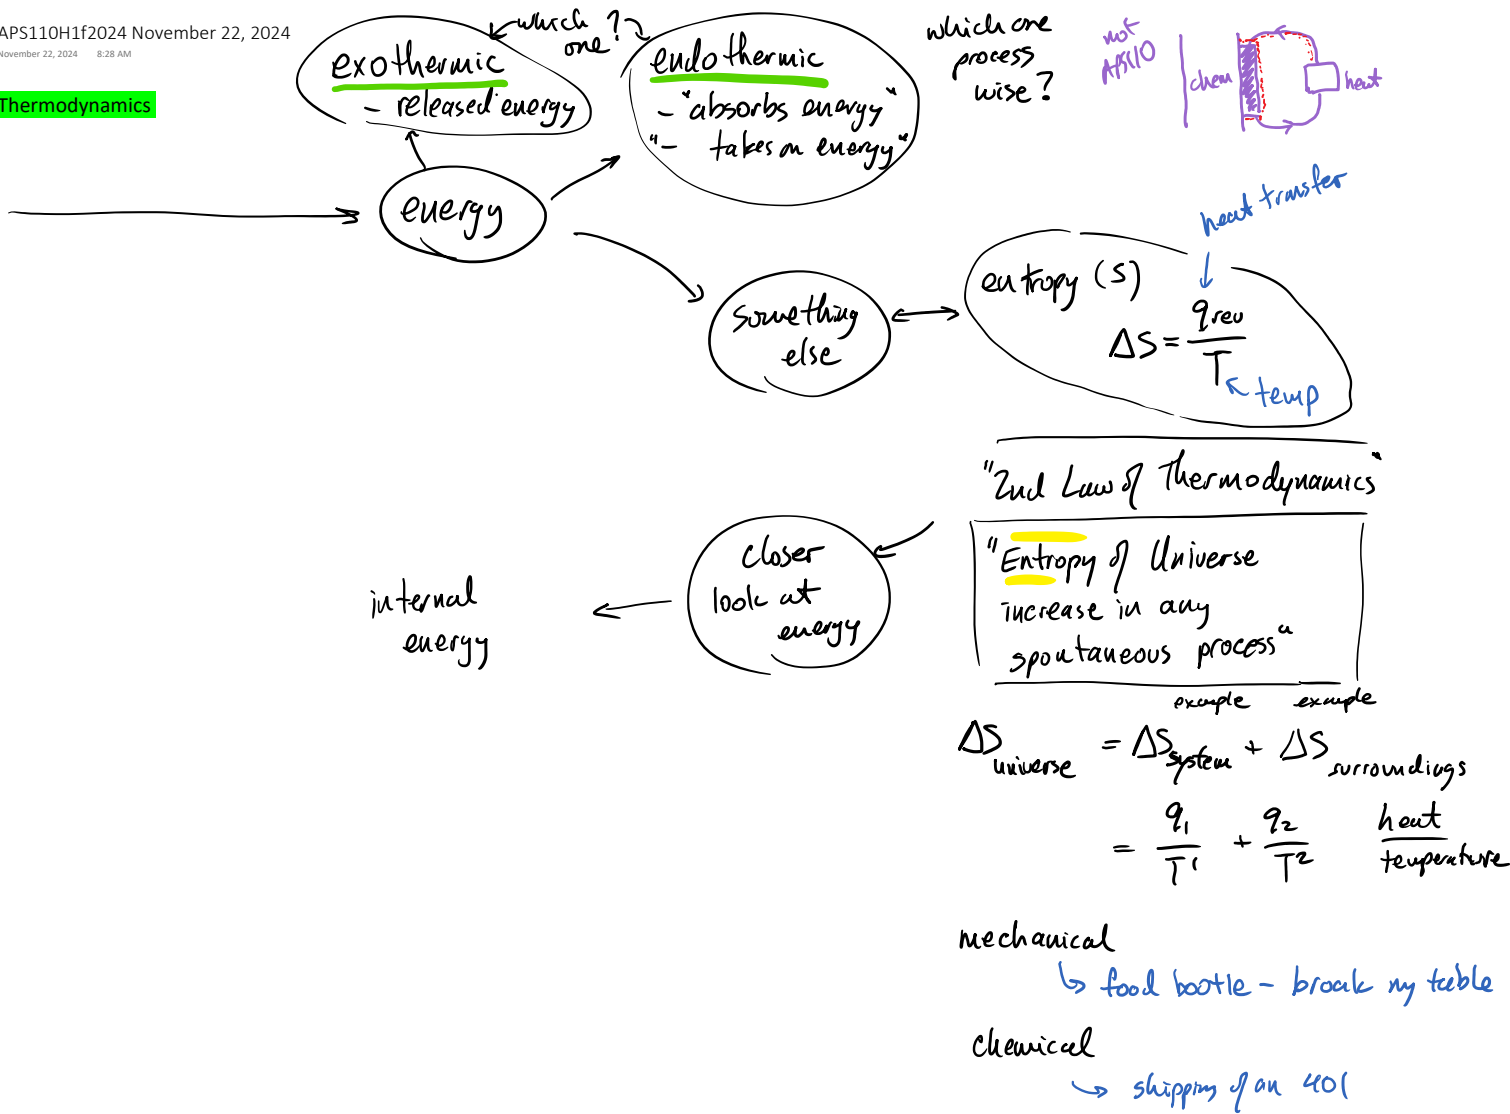 APS110H1f2024 November 22, 2024
November 22, 2024 8:28 AM
Thermodynamics
exothermic
- released energy
which
one?
endothermic
- "absorbs energy"
"- takes on energy"
which one
process
wise?
not
APS110
chem
heat
energy
something
else
entropy (S)
heat transfer
ΔS = qrev
T
temp
"2nd Law of Thermodynamics"
"Entropy of Universe
increase in any
spontaneous process"
closer
look at
energy
internal
energy
example example
ΔS universe = ΔS system + ΔS surroundings
= q1/T1 + q2/T2 heat
temperature
mechanical
↳ food bootle - broak my table
chemical
→ shipping of an 401